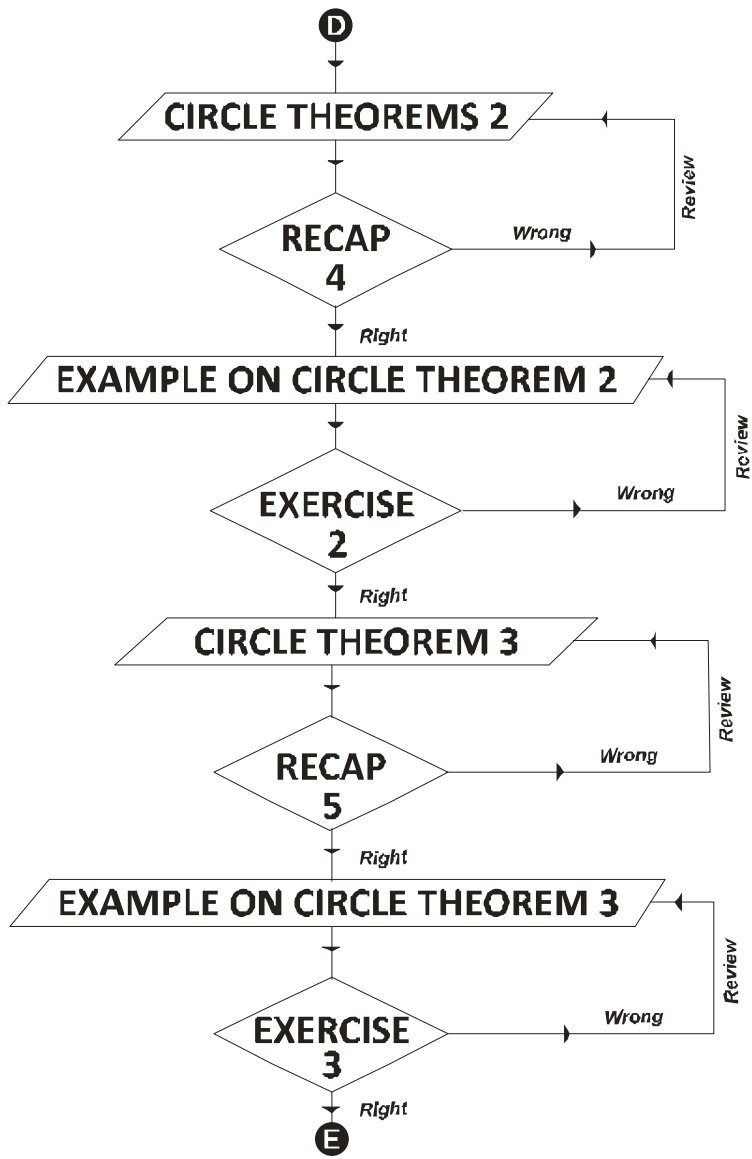 D
CIRCLE THEOREMS 2
Review
RECAP
4
Wrong
Right
EXAMPLE ON CIRCLE THEOREM 2
Review
EXERCISE
2
Wrong
Right
CIRCLE THEOREM 3
Review
RECAP
5
Wrong
Right
EXAMPLE ON CIRCLE THEOREM 3
Review
EXERCISE
3
Wrong
Right
E